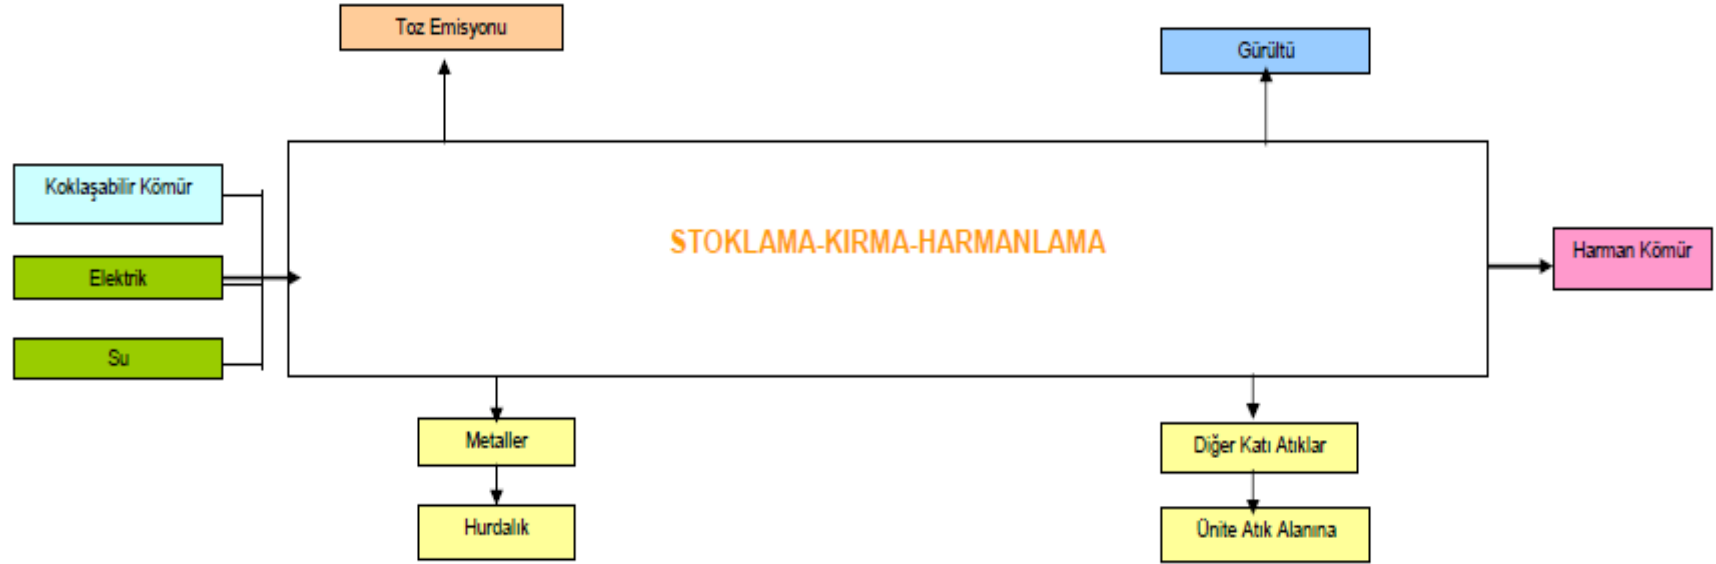 Toz Emisyonu
Gürültü
Koklaşabilir Kömür
STOKLAMA-KIRMA-HARMANLAMA
Harman Kömür
Elektrik
Su
Metaller
Diğer Katı Atıklar
Hurdalık
Ünite Atık Alanına